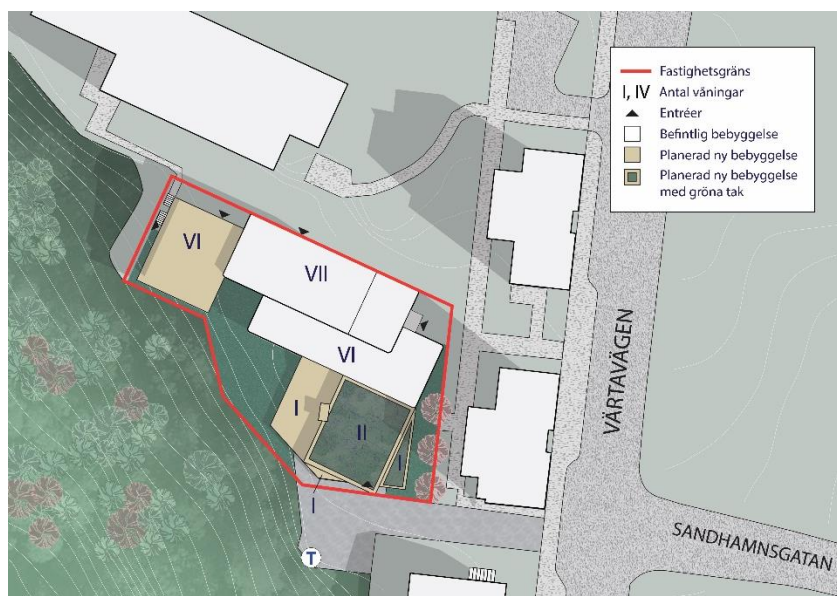 Fastighetsgräns
I, IV Antal våningar
Entréer
Befintlig bebyggelse
Planerad ny bebyggelse
Planerad ny bebyggelse
med gröna tak
VI
VII
VI
I
II
I
I
T
VÄRTAVÄGEN
SANDHAMNSGATAN